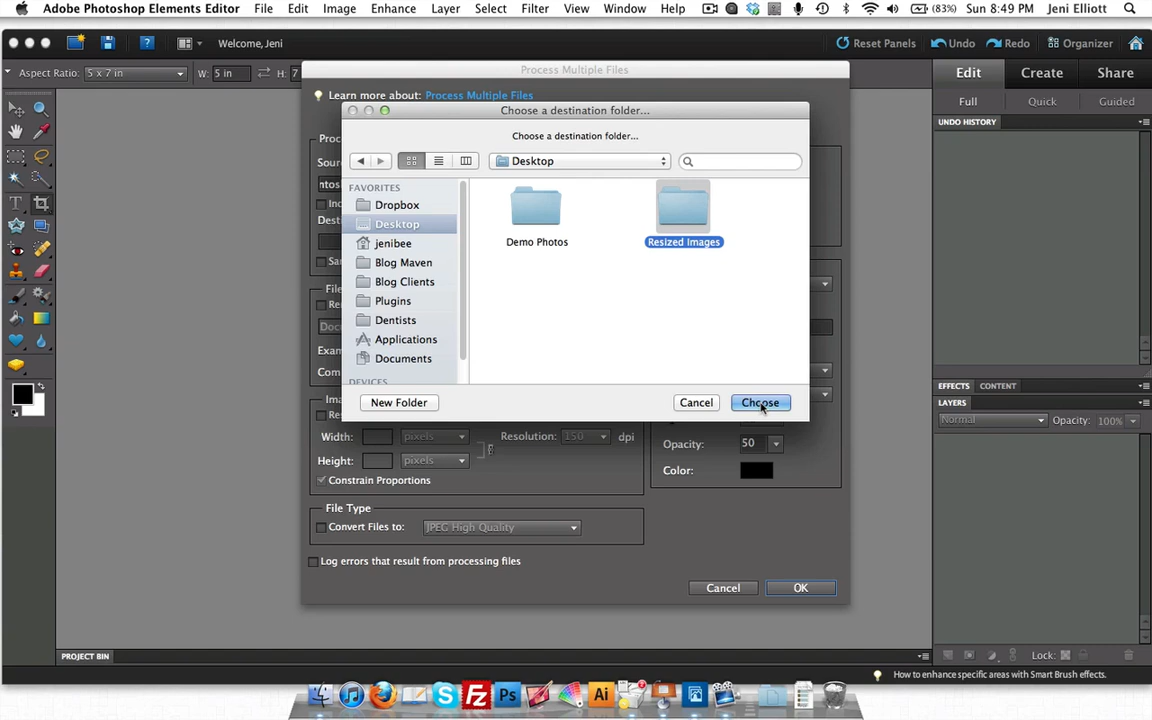 Adobe Photoshop Elements Editor File Edit Image Enhance Layer Select Filter View Window Help (83%) Sun 8:49 PM Jeni Elliott
? Welcome, Jeni Reset Panels Undo Redo Organizer
Aspect Ratio: 5 x 7 in W: 5 in H: 7
Process Multiple Files
Edit Create Share
Learn more about: Process Multiple Files
Full Quick Guided
Choose a destination folder...
UNDO HISTORY
Choose a destination folder...
Desktop
FAVORITES
Dropbox
Desktop
jenibee
Blog Maven
Blog Clients
Plugins
Dentists
Applications
Documents
DEVICES
Demo Photos
Resized Images
New Folder Cancel Choose
Width: pixels Resolution: 150 dpi
Height: pixels
Constrain Proportions
Opacity: 50
Color:
File Type
Convert Files to: JPEG High Quality
Log errors that result from processing files
Cancel OK
EFFECTS CONTENT
LAYERS
Normal Opacity: 100%
Lock:
PROJECT BIN
How to enhance specific areas with Smart Brush effects.
T
Fz Ps Ai